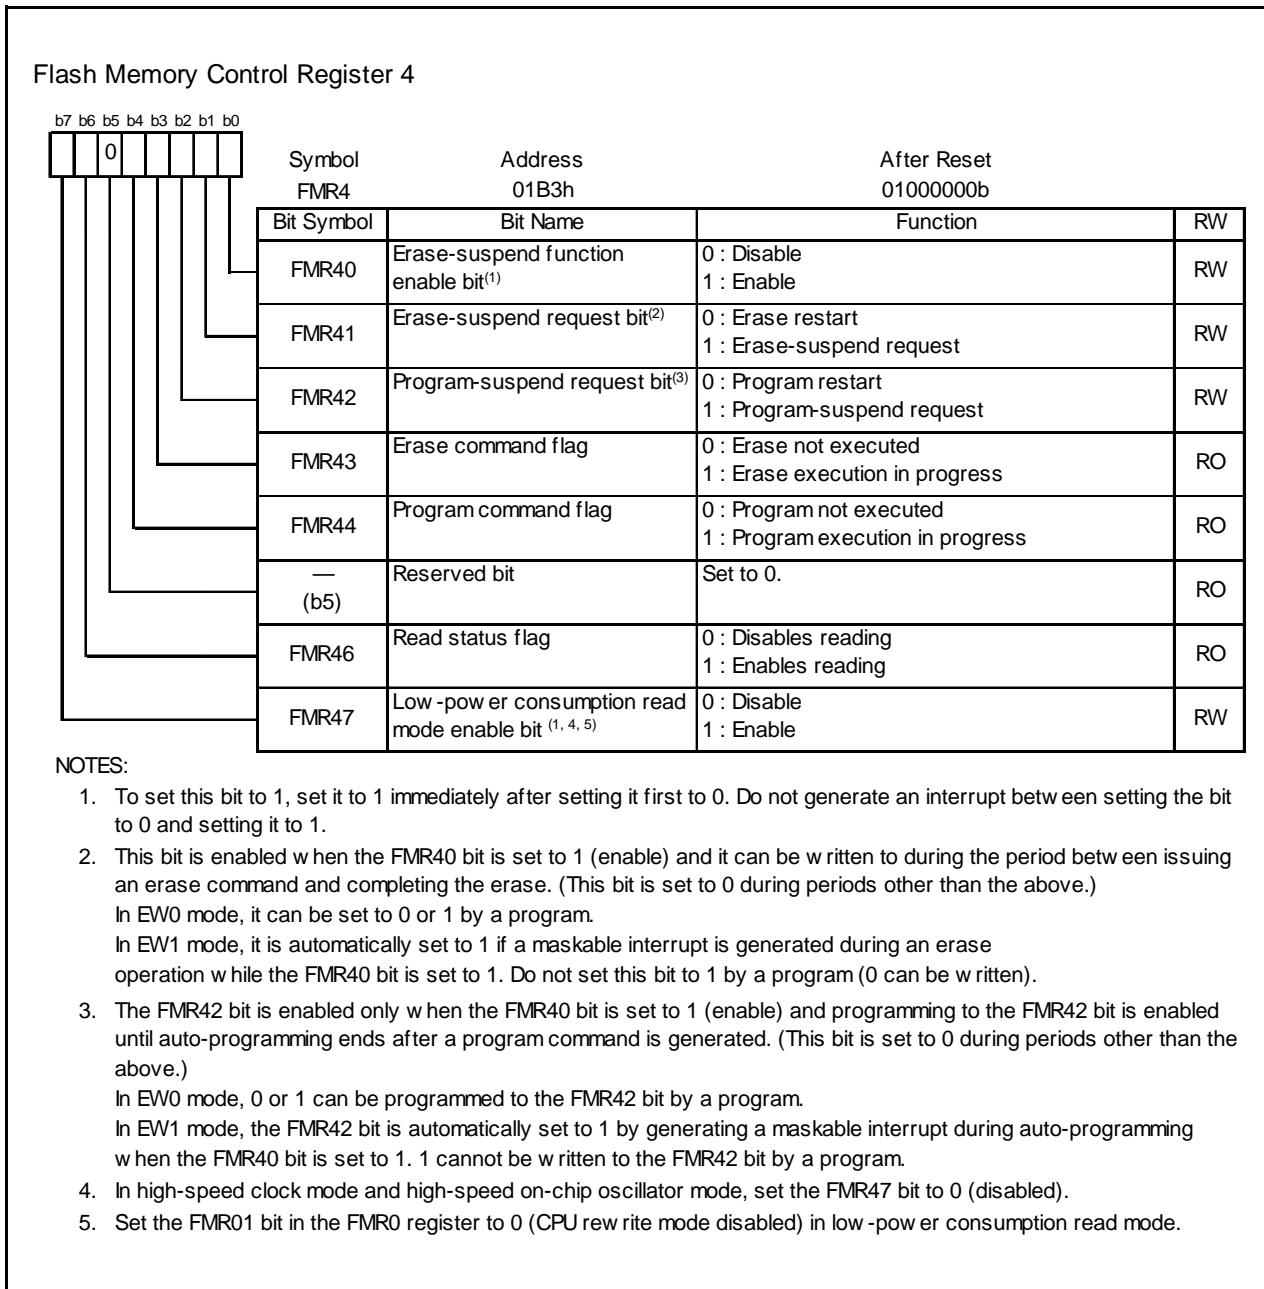 Flash Memory Control Register 4
b7 b6 b5 b4 b3 b2 b1 b0
0
Symbol Address After Reset
FMR4 01B3h 01000000b
Bit Symbol Bit Name Function RW
FMR40 Erase-suspend function enable bit(1) 0 : Disable RW
1 : Enable
FMR41 Erase-suspend request bit(2) 0 : Erase restart RW
1 : Erase-suspend request
FMR42 Program-suspend request bit(3) 0 : Program restart RW
1 : Program-suspend request
FMR43 Erase command flag 0 : Erase not executed RO
1 : Erase execution in progress
FMR44 Program command flag 0 : Program not executed RO
1 : Program execution in progress
— (b5) Reserved bit Set to 0. RO
FMR46 Read status flag 0 : Disables reading RO
1 : Enables reading
FMR47 Low-power consumption read mode enable bit (1, 4, 5) 0 : Disable RW
1 : Enable
NOTES:
1. To set this bit to 1, set it to 1 immediately after setting it first to 0. Do not generate an interrupt between setting the bit
to 0 and setting it to 1.
2. This bit is enabled when the FMR40 bit is set to 1 (enable) and it can be written to during the period between issuing
an erase command and completing the erase. (This bit is set to 0 during periods other than the above.)
In EW0 mode, it can be set to 0 or 1 by a program.
In EW1 mode, it is automatically set to 1 if a maskable interrupt is generated during an erase
operation while the FMR40 bit is set to 1. Do not set this bit to 1 by a program (0 can be written).
3. The FMR42 bit is enabled only when the FMR40 bit is set to 1 (enable) and programming to the FMR42 bit is enabled
until auto-programming ends after a program command is generated. (This bit is set to 0 during periods other than the
above.)
In EW0 mode, 0 or 1 can be programmed to the FMR42 bit by a program.
In EW1 mode, the FMR42 bit is automatically set to 1 by generating a maskable interrupt during auto-programming
when the FMR40 bit is set to 1. 1 cannot be written to the FMR42 bit by a program.
4. In high-speed clock mode and high-speed on-chip oscillator mode, set the FMR47 bit to 0 (disabled).
5. Set the FMR01 bit in the FMR0 register to 0 (CPU rewrite mode disabled) in low-power consumption read mode.